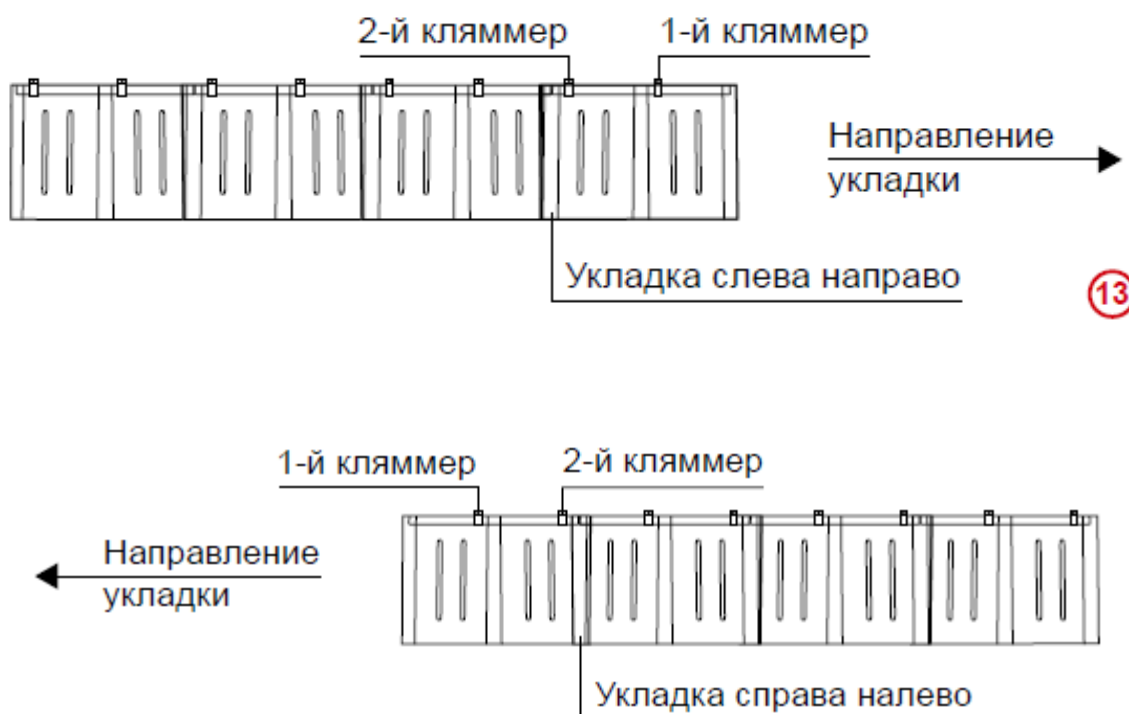 2-й кляммер
1-й кляммер
Направление
укладки
Укладка слева направо
13
1-й кляммер
2-й кляммер
Направление
укладки
Укладка справа налево